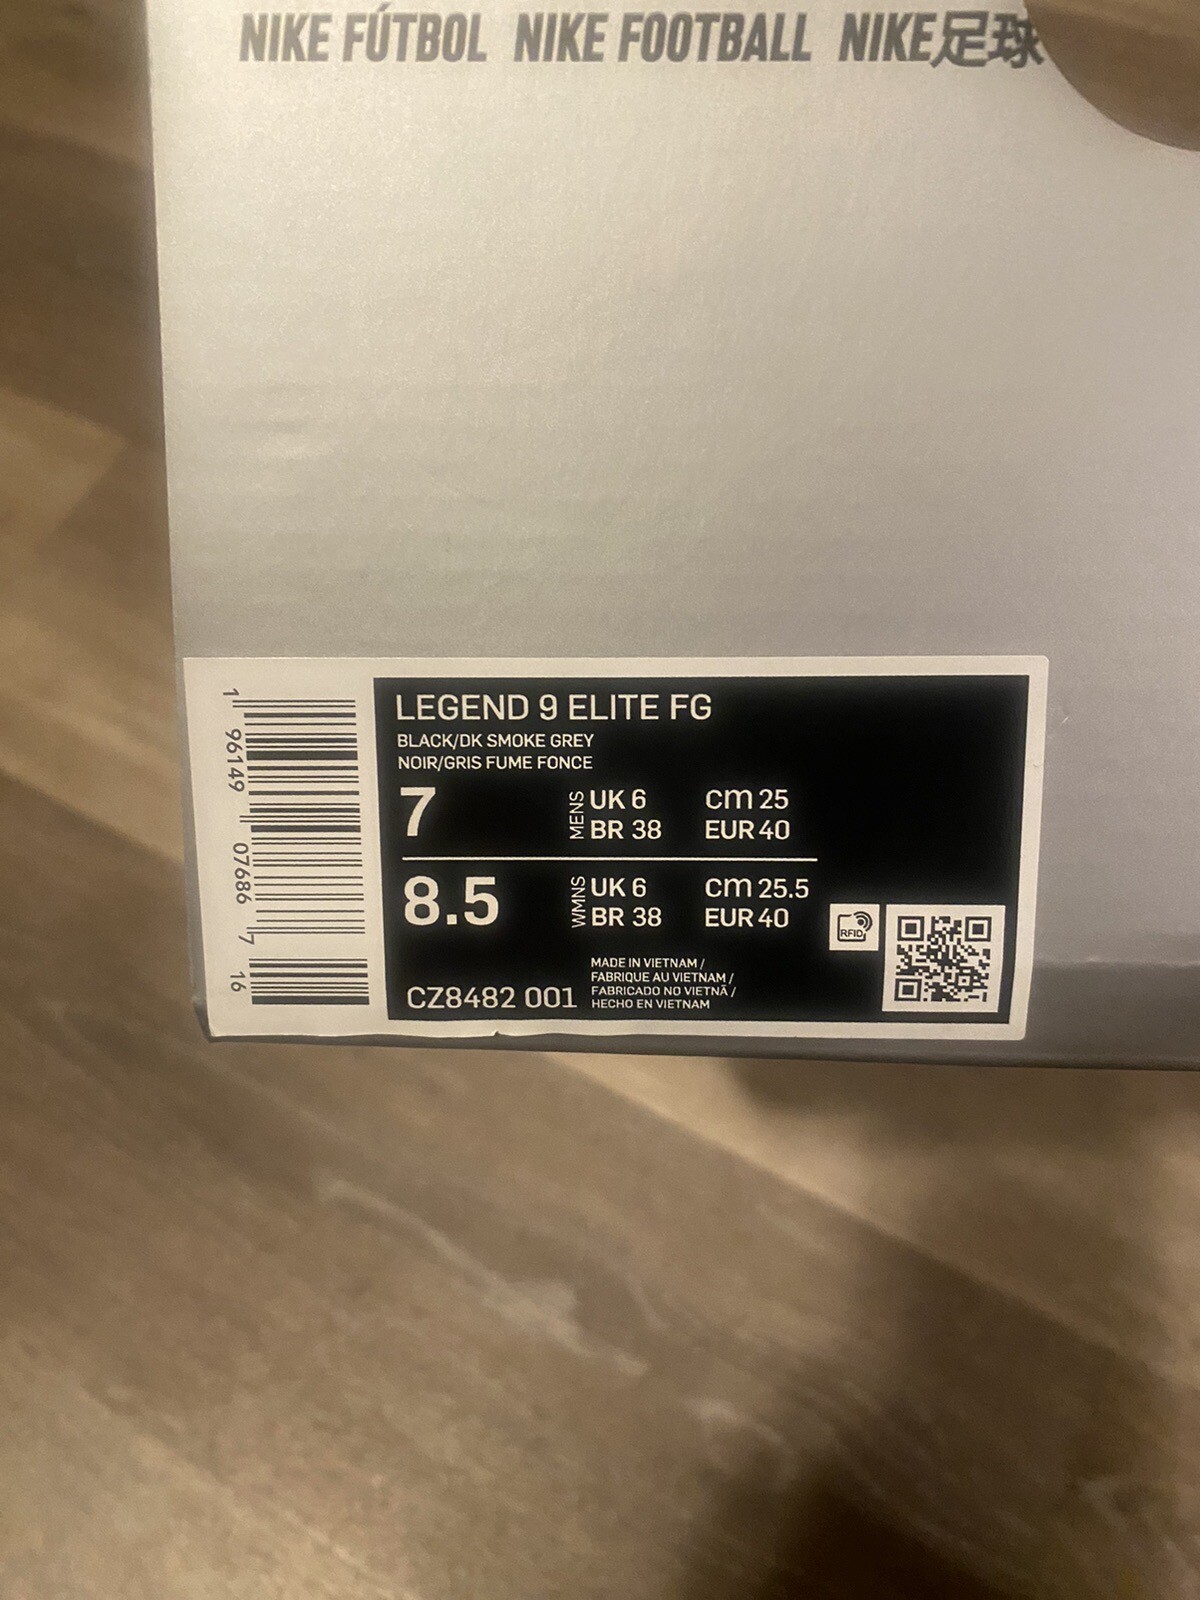 NIKE FÚTBOL NIKE FOOTBALL NIKE足球
LEGEND 9 ELITE FG
BLACK/DK SMOKE GREY
NOIR/GRIS FUME FONCE
7 MENS UK 6 CM 25
BR 38 EUR 40
8.5 WMNS UK 6 CM 25.5
BR 38 EUR 40
RFID
MADE IN VIETNAM /
FABRIQUE AU VIETNAM /
FABRICADO NO VIETNÃ /
HECHO EN VIETNAM
CZ8482 001
1 96149 07686 7 16